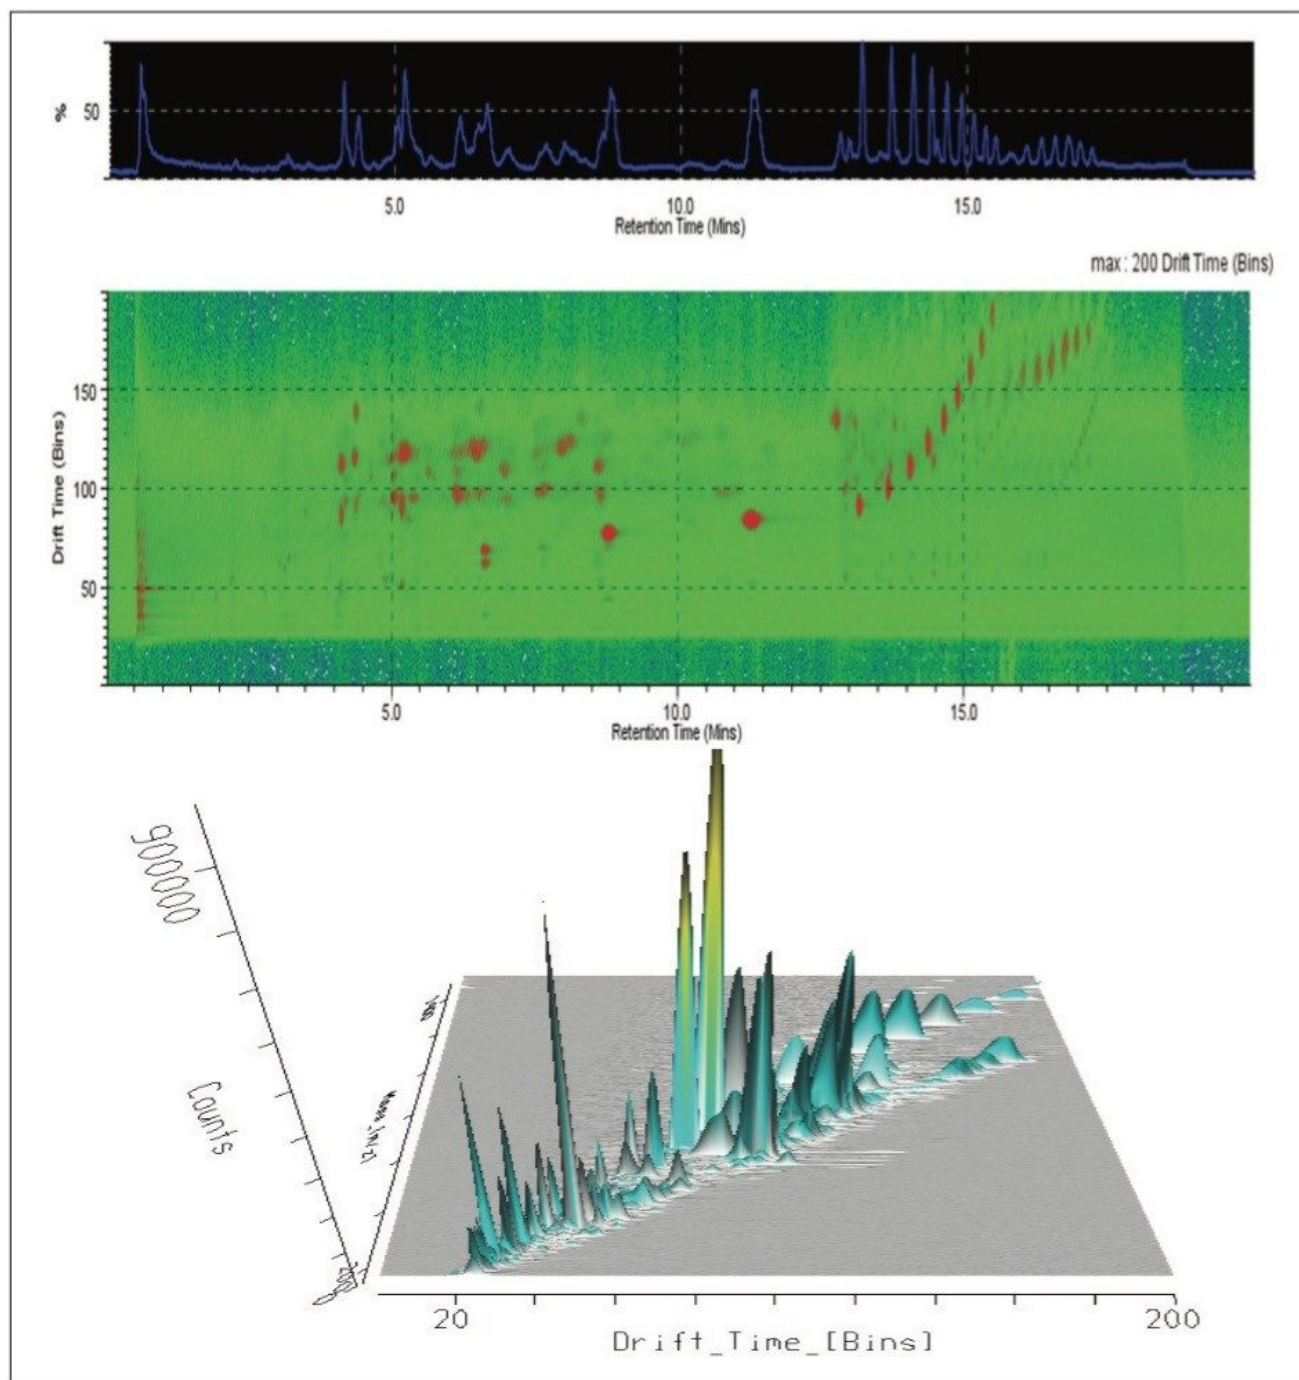 %
50
5.0 10.0 15.0
Retention Time (Mins)
max : 200 Drift Time (Bins)
Drift Time (Bins)
150
100
50
5.0 10.0 15.0
Retention Time (Mins)
900000
Counts
0
20 200
Drift_Time_[Bins]